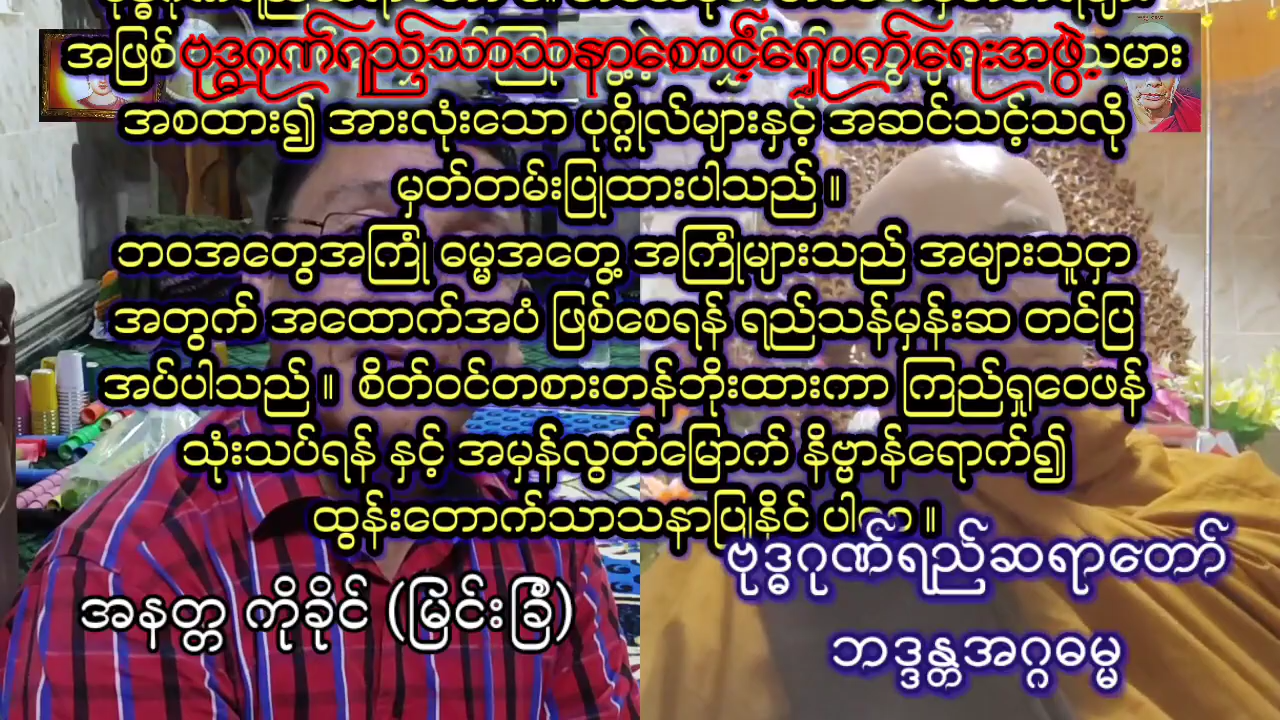 ဗုဒ္ဓဂုဏ်ရည်သာသနာ့စောင့်ရှောက်ရေးအဖွဲ့
အဖြစ်
သမား
အစထား၍ အားလုံးသော ပုဂ္ဂိုလ်များနှင့် အဆင်သင့်သလို
မှတ်တမ်းပြုထားပါသည် ။
ဘဝအတွေအကြုံ ဓမ္မအတွေ့ အကြုံများသည် အများသူငှာ
အတွက် အထောက်အပံ ဖြစ်စေရန် ရည်သန်မှန်းဆ တင်ပြ
အပ်ပါသည် ။ စိတ်ဝင်တစားတန်ဘိုးထားကာ ကြည်ရှုဝေဖန်
သုံးသပ်ရန် နှင့် အမှန်လွတ်မြောက် နိဗ္ဗာန်ရောက်၍
ထွန်းတောက်သာသနာပြုနိုင်
ဗုဒ္ဓဂုဏ်ရည်ဆရာတော်
အနတ္တ ကိုခိုင် (မြင်းခြံ)
ဘဒ္ဒန္တအဂ္ဂဓမ္မ